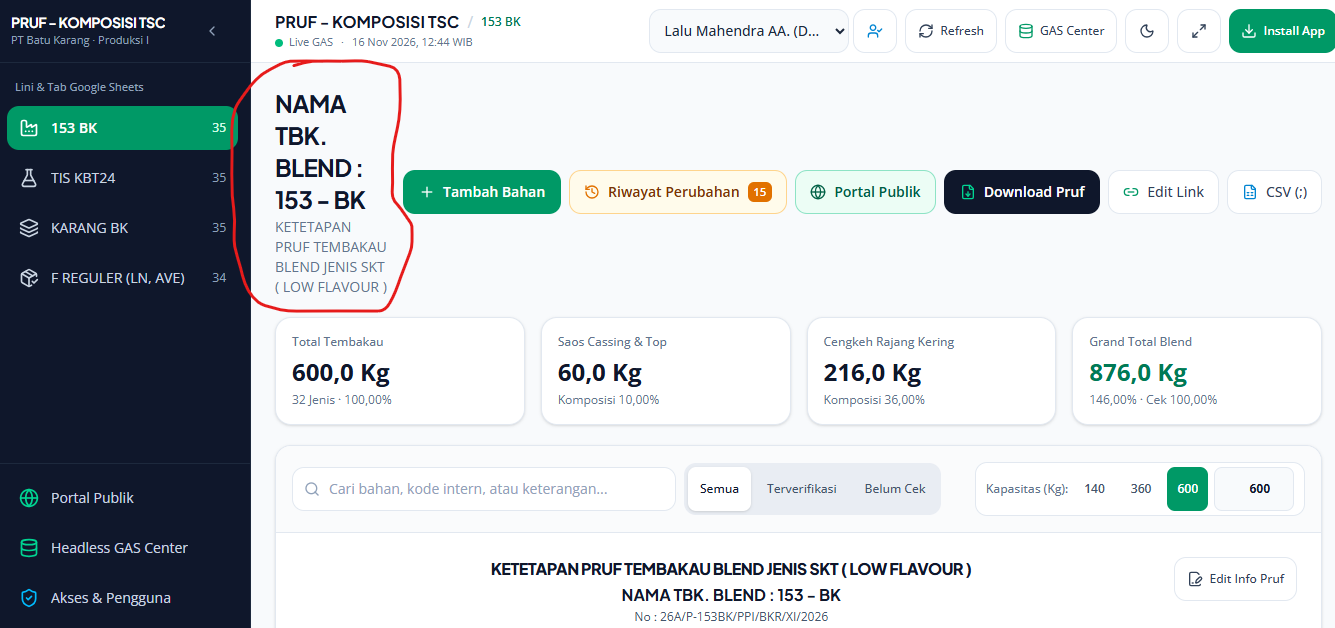 PRUF – KOMPOSISI TSC
PT Batu Karang · Produksi I
Lini & Tab Google Sheets
153 BK 35
TIS KBT24 35
KARANG BK 35
F REGULER (LN, AVE) 34
Portal Publik
Headless GAS Center
Akses & Pengguna
PRUF – KOMPOSISI TSC / 153 BK
Live GAS · 16 Nov 2026, 12:44 WIB
Lalu Mahendra AA. (D...
Refresh
GAS Center
Install App
NAMA
TBK.
BLEND :
153 – BK
KETETAPAN
PRUF TEMBAKAU
BLEND JENIS SKT
( LOW FLAVOUR )
+ Tambah Bahan
Riwayat Perubahan 15
Portal Publik
Download Pruf
Edit Link
CSV (;)
Total Tembakau
600,0 Kg
32 Jenis · 100,00%
Saos Cassing & Top
60,0 Kg
Komposisi 10,00%
Cengkeh Rajang Kering
216,0 Kg
Komposisi 36,00%
Grand Total Blend
876,0 Kg
146,00% · Cek 100,00%
Cari bahan, kode intern, atau keterangan...
Semua Terverifikasi Belum Cek
Kapasitas (Kg): 140 360 600 600
KETETAPAN PRUF TEMBAKAU BLEND JENIS SKT ( LOW FLAVOUR )
NAMA TBK. BLEND : 153 – BK
No : 26A/P-153BK/PPI/BKR/XI/2026
Edit Info Pruf